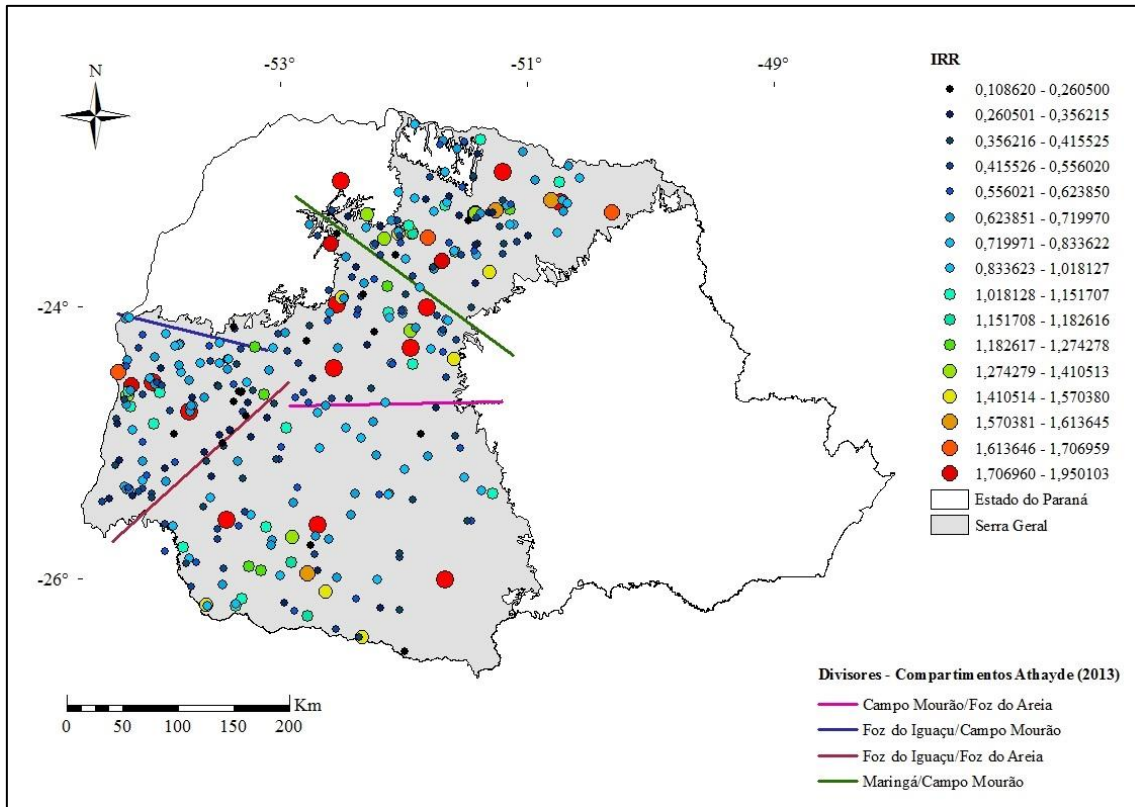 -53°
-51°
-49°
N
-24°
-26°
Km
0 50 100 150 200
IRR
0,108620 - 0,260500
0,260501 - 0,356215
0,356216 - 0,415525
0,415526 - 0,556020
0,556021 - 0,623850
0,623851 - 0,719970
0,719971 - 0,833622
0,833623 - 1,018127
1,018128 - 1,151707
1,151708 - 1,182616
1,182617 - 1,274278
1,274279 - 1,410513
1,410514 - 1,570380
1,570381 - 1,613645
1,613646 - 1,706959
1,706960 - 1,950103
Estado do Paraná
Serra Geral
Divisores - Compartimentos Athayde (2013)
Campo Mourão/Foz do Areia
Foz do Iguaçu/Campo Mourão
Foz do Iguaçu/Foz do Areia
Maringá/Campo Mourão